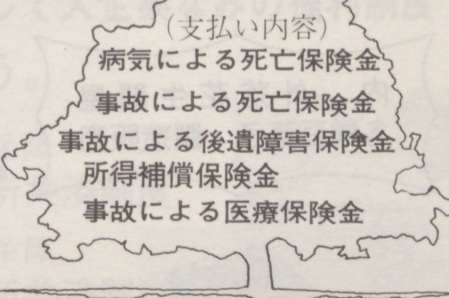 (支払い内容)
病気による死亡保険金
事故による死亡保険金
事故による後遺障害保険金
所得補償保険金
事故による医療保険金